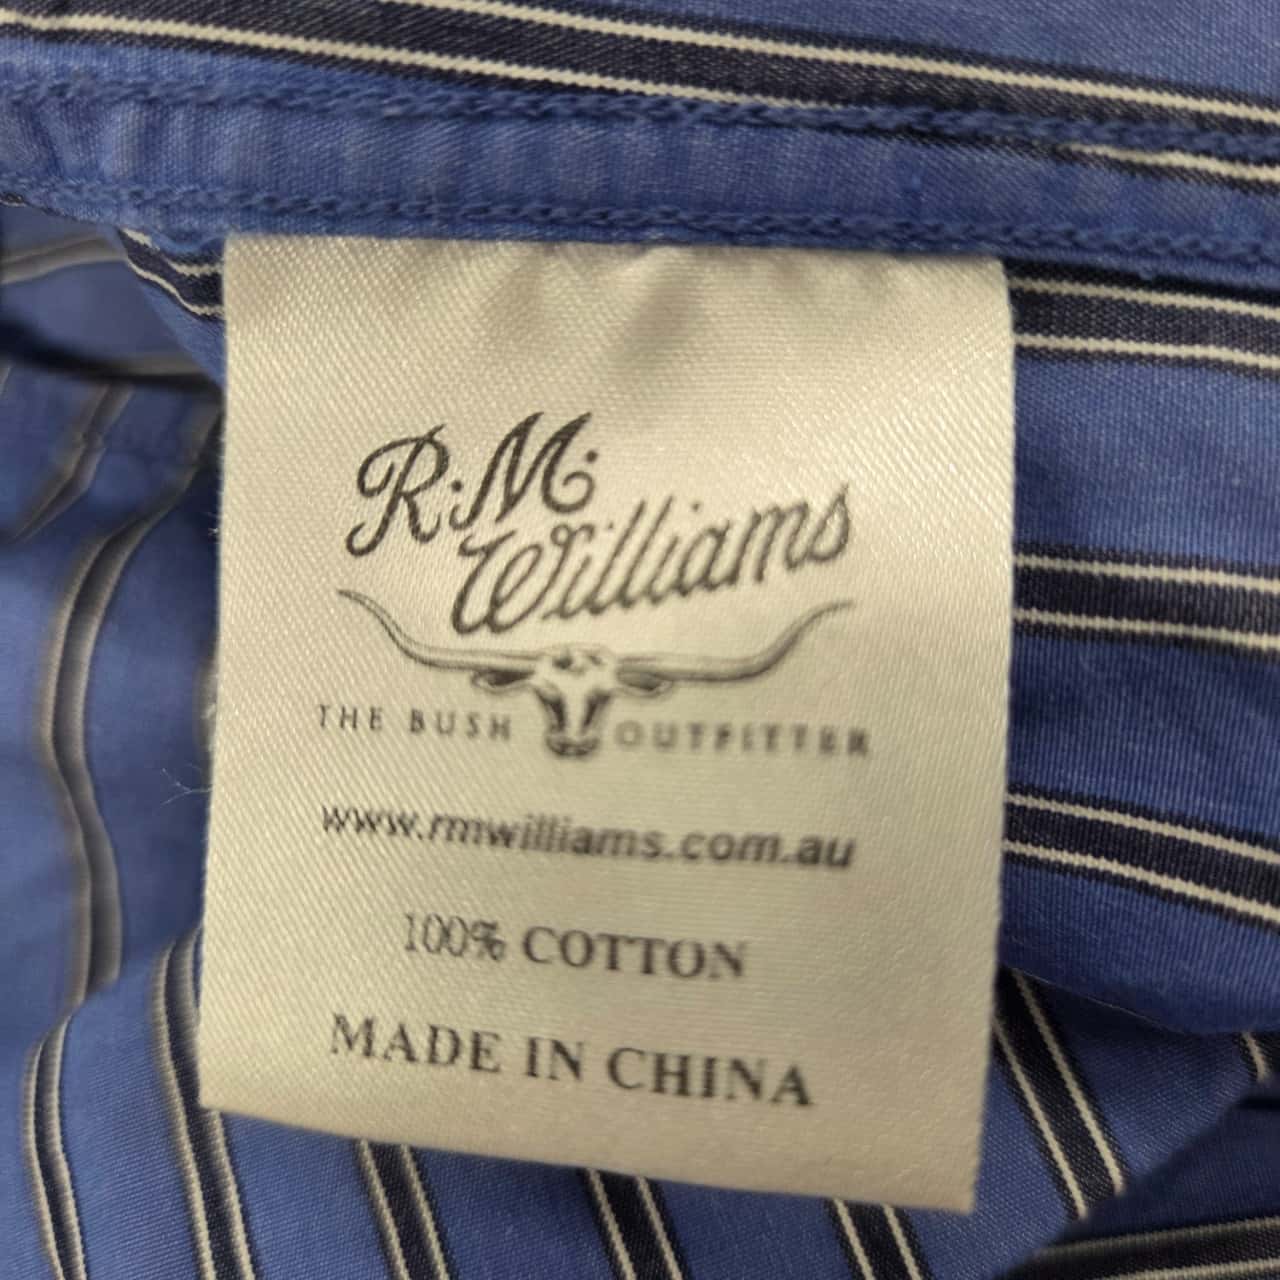 R.M.
Williams
THE BUSH OUTFITTER
www.rmwilliams.com.au
100% COTTON
MADE IN CHINA